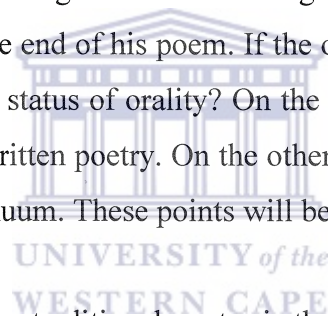 e end of his poem. If the
status of orality? On the
ritten poetry. On the other
uum. These points will be
UNIVERSITY of the
WESTERN CAPE